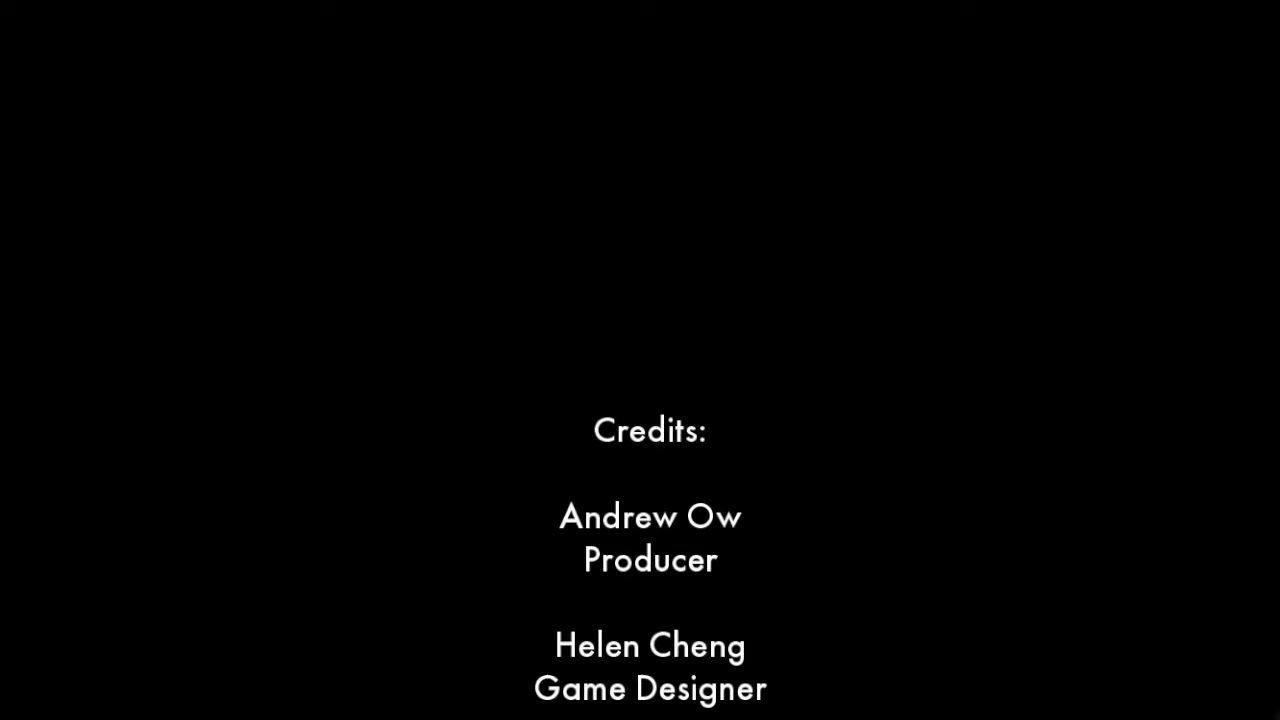 Credits:
Andrew Ow
Producer
Helen Cheng
Game Designer